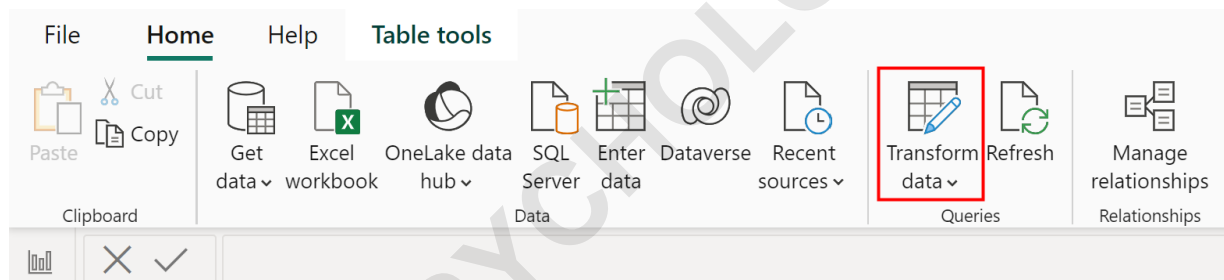 File Home Help Table tools
Paste
Cut
Copy
Clipboard
Get
data
Excel
workbook
OneLake data
hub
SQL
Server
Enter
data
Dataverse
Recent
sources
Data
Transform
data
Refresh
Queries
Manage
relationships
Relationships
X
YCHOL